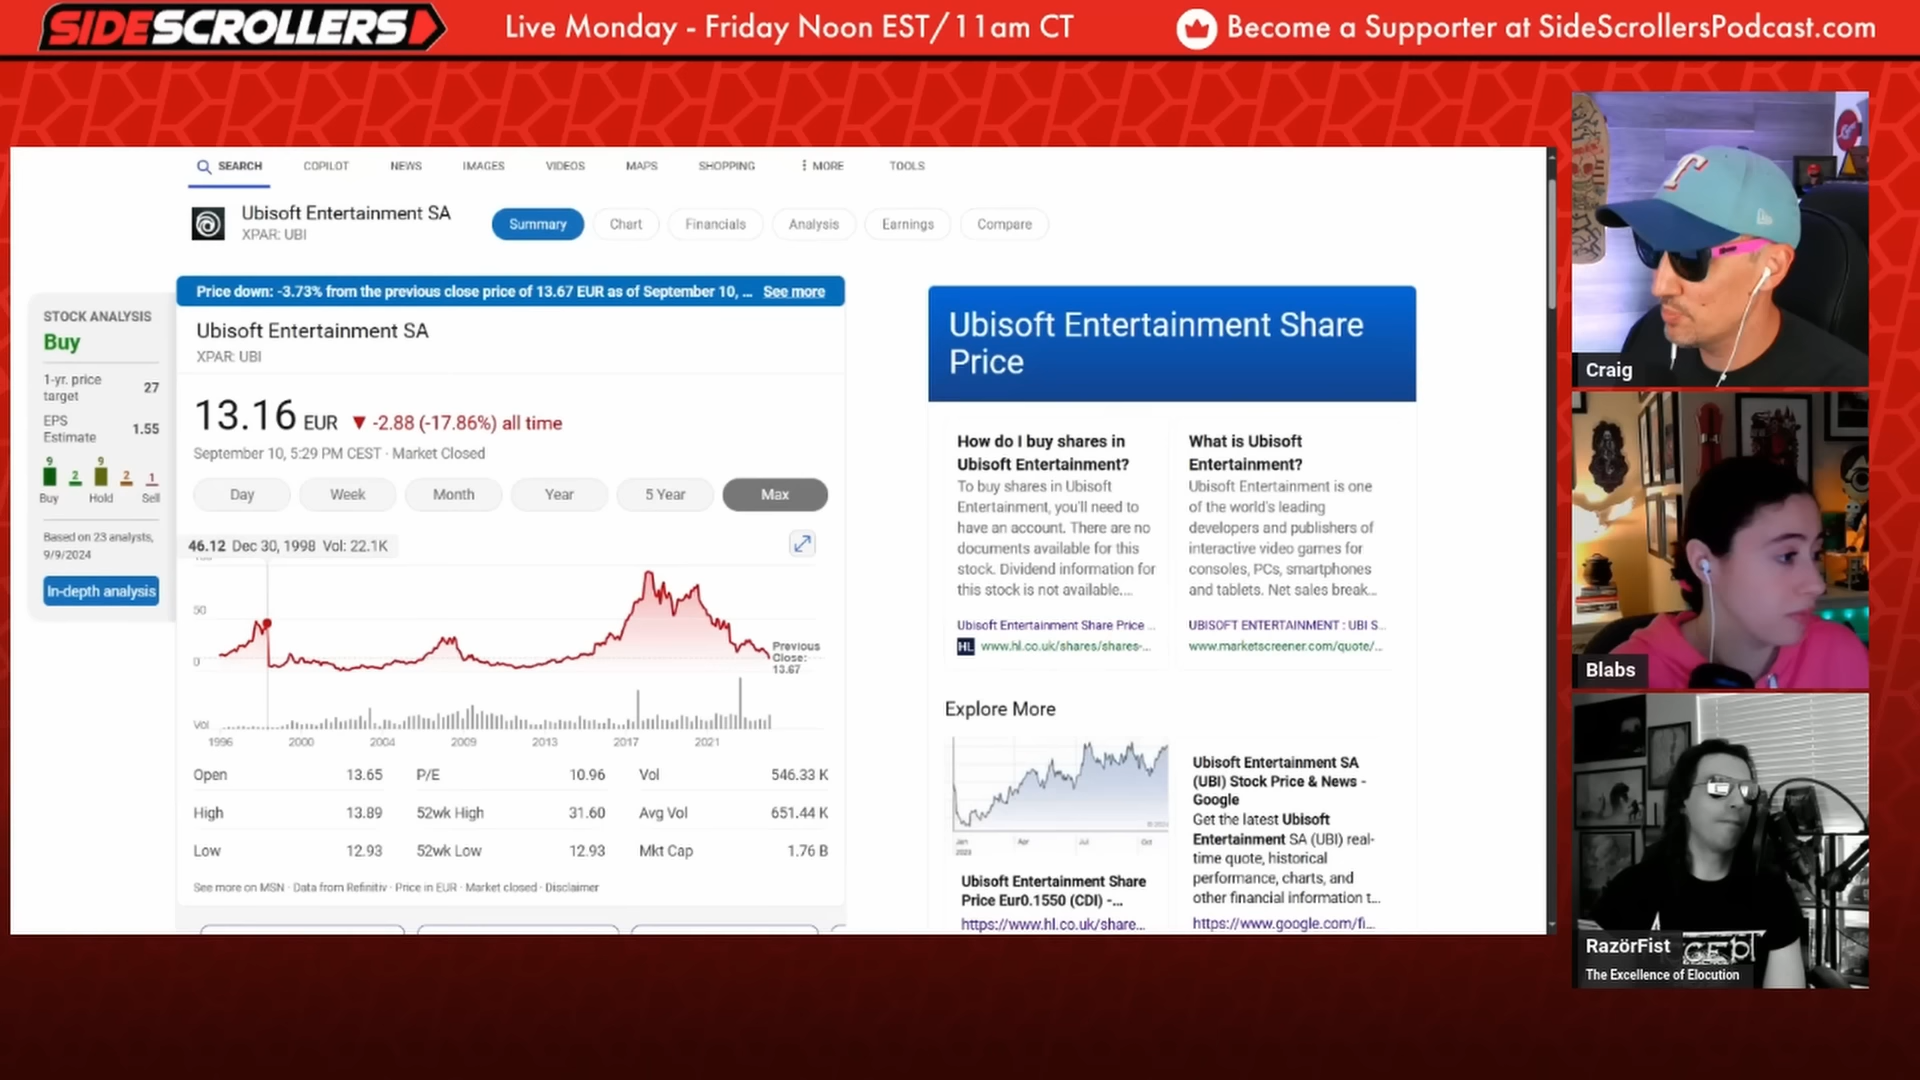 SIDESCROLLERS
Live Monday - Friday Noon EST/11am CT
Become a Supporter at SideScrollersPodcast.com
SEARCH
COPILOT
NEWS
IMAGES
VIDEOS
MAPS
SHOPPING
MORE
TOOLS
Ubisoft Entertainment SA
XPAR: UBI
Summary
Chart
Financials
Analysis
Earnings
Compare
STOCK ANALYSIS
Buy
1-yr. price target 27
EPS Estimate 1.55
9 2 9 2 1
Buy Hold Sell
Based on 23 analysts,
9/9/2024
In-depth analysis
Price down: -3.73% from the previous close price of 13.67 EUR as of September 10, ... See more
Ubisoft Entertainment SA
XPAR: UBI
13.16 EUR ▼ -2.88 (-17.86%) all time
September 10, 5:29 PM CEST · Market Closed
Day
Week
Month
Year
5 Year
Max
46.12 Dec 30, 1998 Vol: 22.1K
50
0
Previous
Close:
13.67
Vol
1996 2000 2004 2009 2013 2017 2021
Open 13.65 P/E 10.96 Vol 546.33 K
High 13.89 52wk High 31.60 Avg Vol 651.44 K
Low 12.93 52wk Low 12.93 Mkt Cap 1.76 B
See more on MSN · Data from Refinitiv · Price in EUR · Market closed · Disclaimer
Ubisoft Entertainment Share
Price
How do I buy shares in
Ubisoft Entertainment?
To buy shares in Ubisoft
Entertainment, you'll need to
have an account. There are no
documents available for this
stock. Dividend information for
this stock is not available....
Ubisoft Entertainment Share Price ...
HL www.hl.co.uk/shares/shares-...
What is Ubisoft
Entertainment?
Ubisoft Entertainment is one
of the world's leading
developers and publishers of
interactive video games for
consoles, PCs, smartphones
and tablets. Net sales break...
UBISOFT ENTERTAINMENT : UBI S...
www.marketscreener.com/quote/...
Explore More
Jan
2023
Apr
Jul
Oct
Ubisoft Entertainment Share
Price Eur0.1550 (CDI) -...
https://www.hl.co.uk/share...
Ubisoft Entertainment SA
(UBI) Stock Price & News -
Google
Get the latest Ubisoft
Entertainment SA (UBI) real-
time quote, historical
performance, charts, and
other financial information t...
https://www.google.com/fi...
Craig
Blabs
RazörFist
The Excellence of Elocution